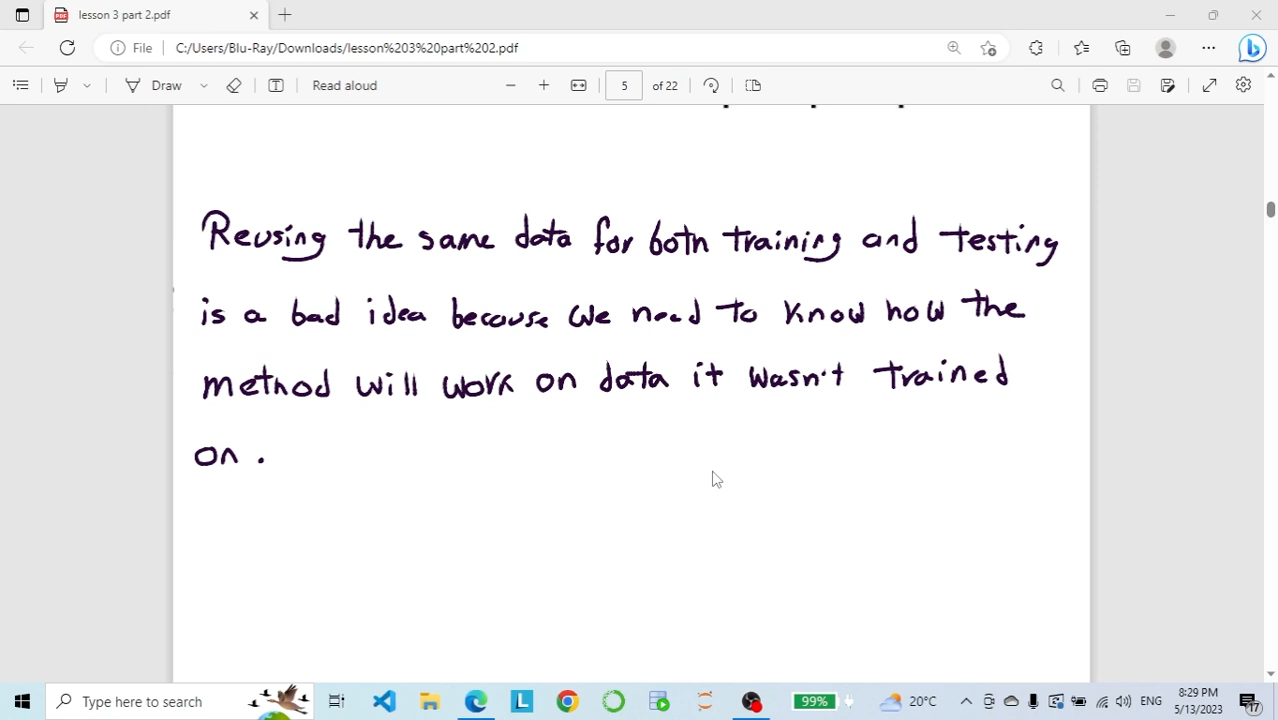 lesson 3 part 2.pdf
File C:/Users/Blu-Ray/Downloads/lesson%203%20part%202.pdf
Draw Read aloud 5 of 22
Reusing the same data for both training and testing
is a bad idea because we need to know how the
method will work on data it wasn't trained
on.
Type here to search 99% 20°C ENG 8:29 PM
5/13/2023 17